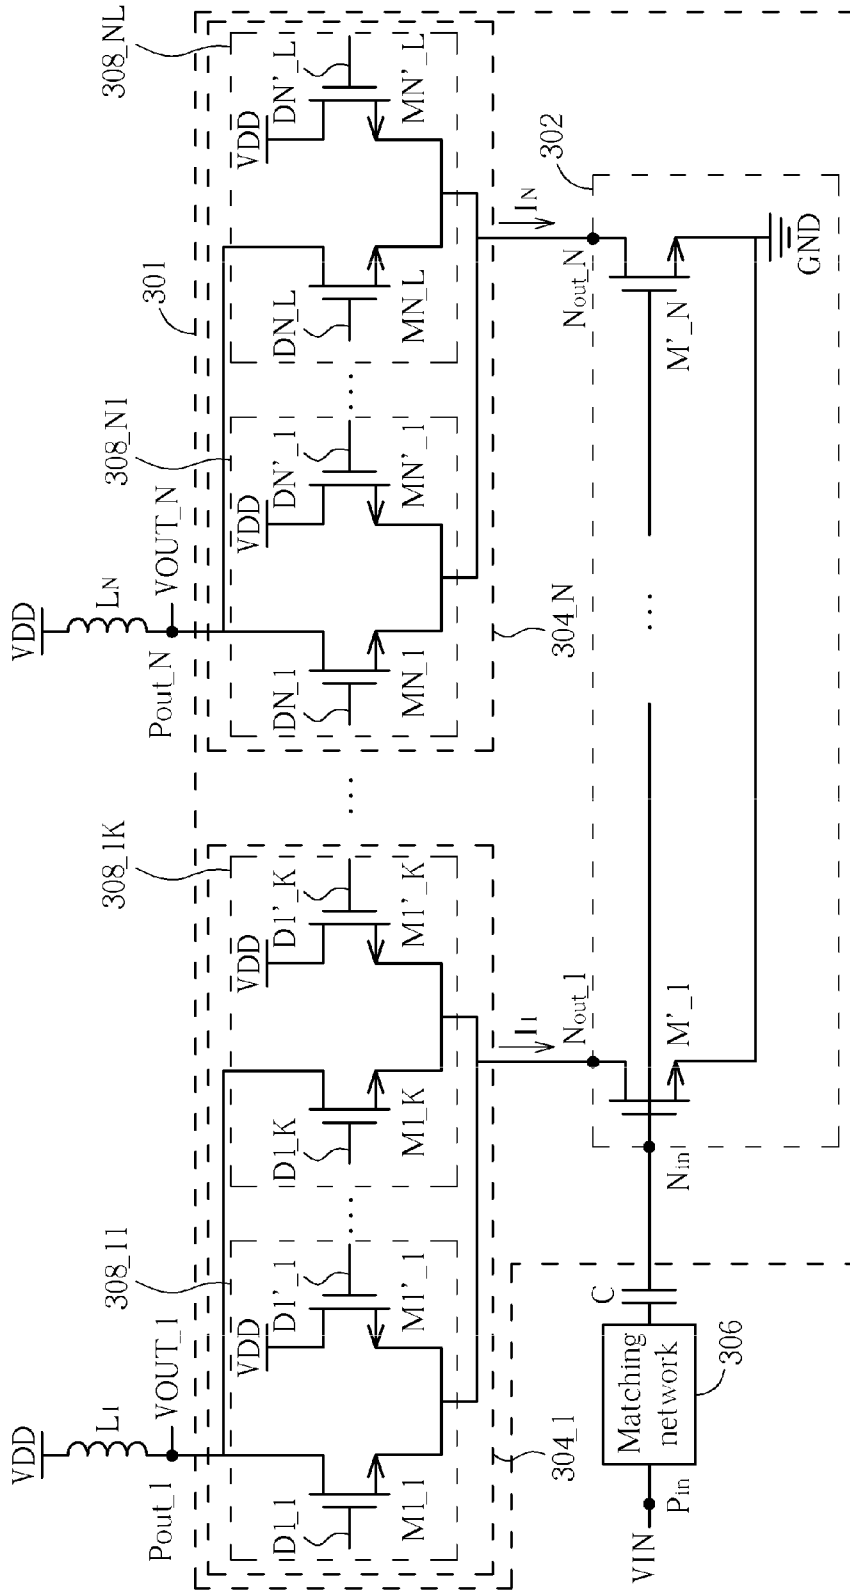 VDD
L1
Pout_1
VOUT_1
VDD
LN
Pout_N
VOUT_N
308_11
308_1K
308_N1
301
308_NL
D1_1
M1_1
VDD
D1'_1
M1'_1
...
D1_K
M1_K
VDD
D1'_K
M1'_K
...
DN_1
MN_1
VDD
DN'_1
MN'_1
...
DN_L
MN_L
VDD
DN'_L
MN'_L
304_1
I1
304_N
IN
302
VIN
Pin
Matching
network
306
C
Nin
Nout_1
M'_1
...
Nout_N
M'_N
GND